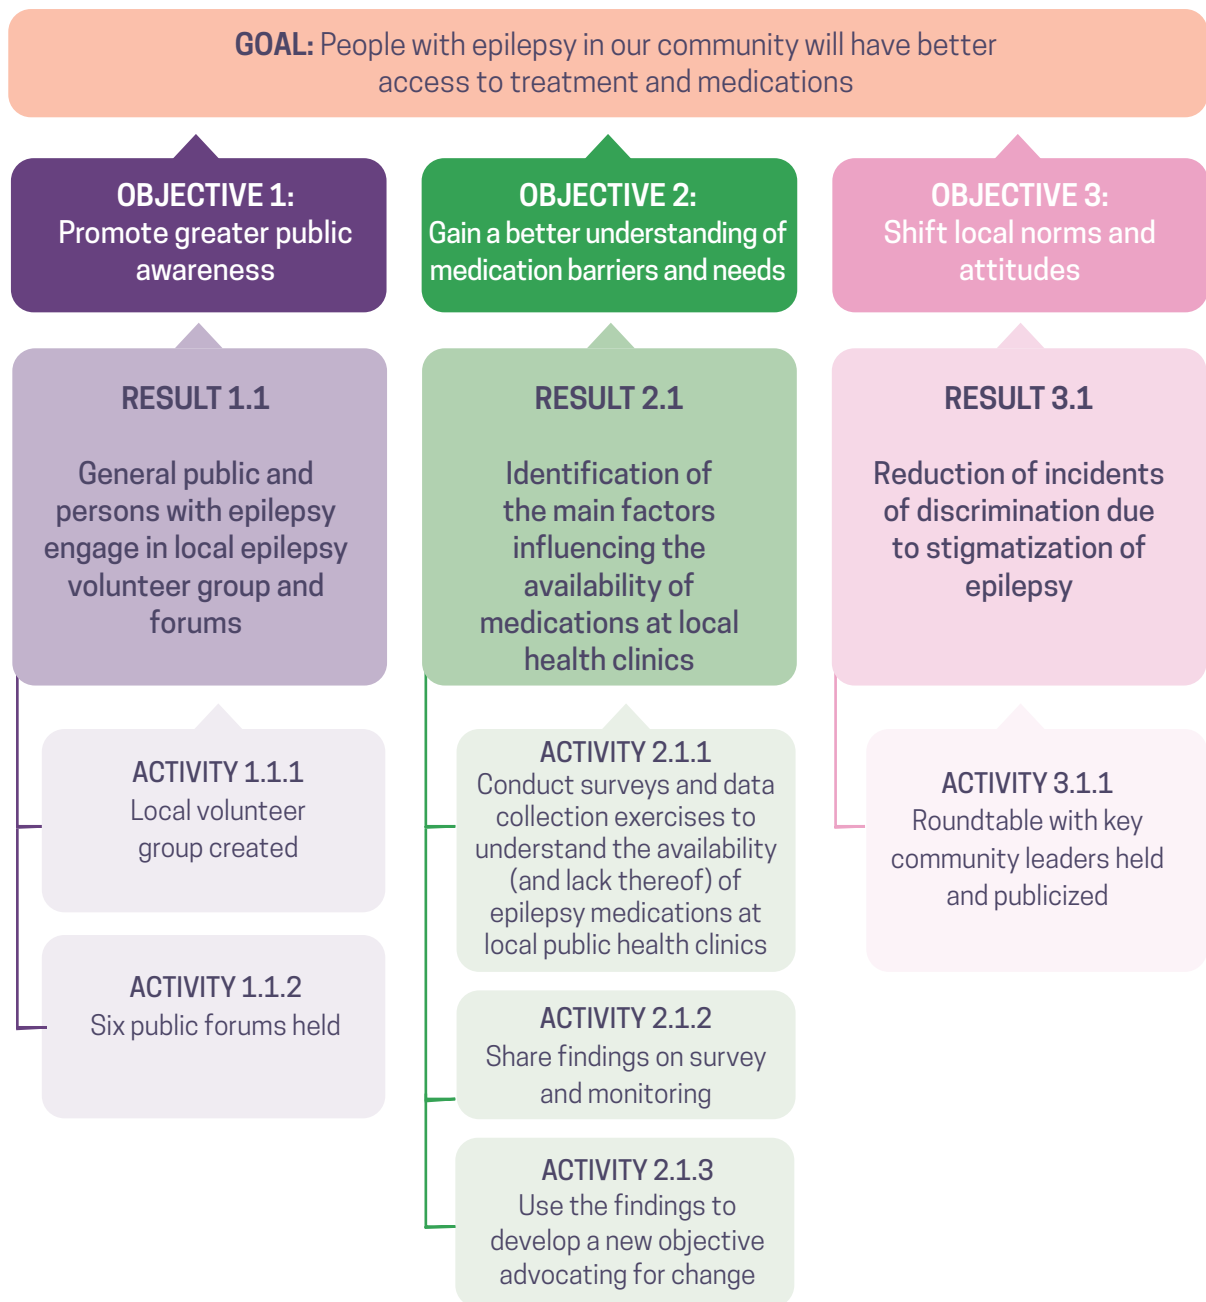 GOAL: People with epilepsy in our community will have better
access to treatment and medications
OBJECTIVE 1:
Promote greater public
awareness
OBJECTIVE 2:
Gain a better understanding of
medication barriers and needs
OBJECTIVE 3:
Shift local norms and
attitudes
RESULT 1.1
General public and
persons with epilepsy
engage in local epilepsy
volunteer group and
forums
RESULT 2.1
Identification of
the main factors
influencing the
availability of
medications at local
health clinics
RESULT 3.1
Reduction of incidents
of discrimination due
to stigmatization of
epilepsy
ACTIVITY 1.1.1
Local volunteer
group created
ACTIVITY 1.1.2
Six public forums held
ACTIVITY 2.1.1
Conduct surveys and data
collection exercises to
understand the availability
(and lack thereof) of
epilepsy medications at
local public health clinics
ACTIVITY 2.1.2
Share findings on survey
and monitoring
ACTIVITY 2.1.3
Use the findings to
develop a new objective
advocating for change
ACTIVITY 3.1.1
Roundtable with key
community leaders held
and publicized